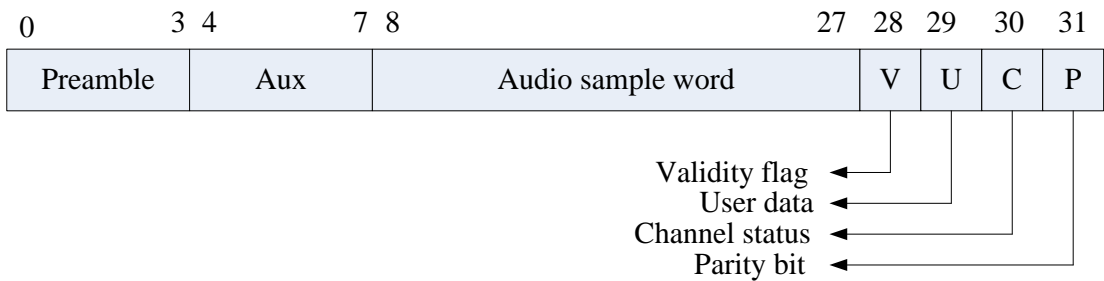 0 3 4 7 8 27 28 29 30 31
Preamble Aux Audio sample word V U C P
Validity flag
User data
Channel status
Parity bit